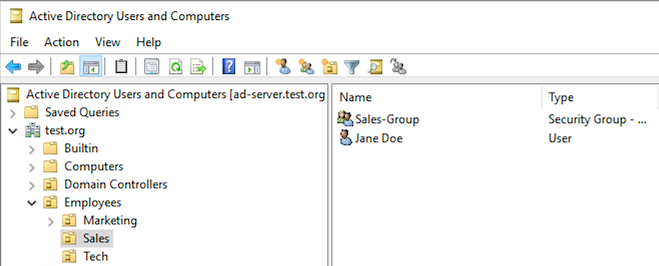 Active Directory Users and Computers
File Action View Help
Active Directory Users and Computers [ad-server.test.org
Saved Queries
test.org
Builtin
Computers
Domain Controllers
Employees
Marketing
Sales
Tech
Name Type
Sales-Group Security Group - ...
Jane Doe User